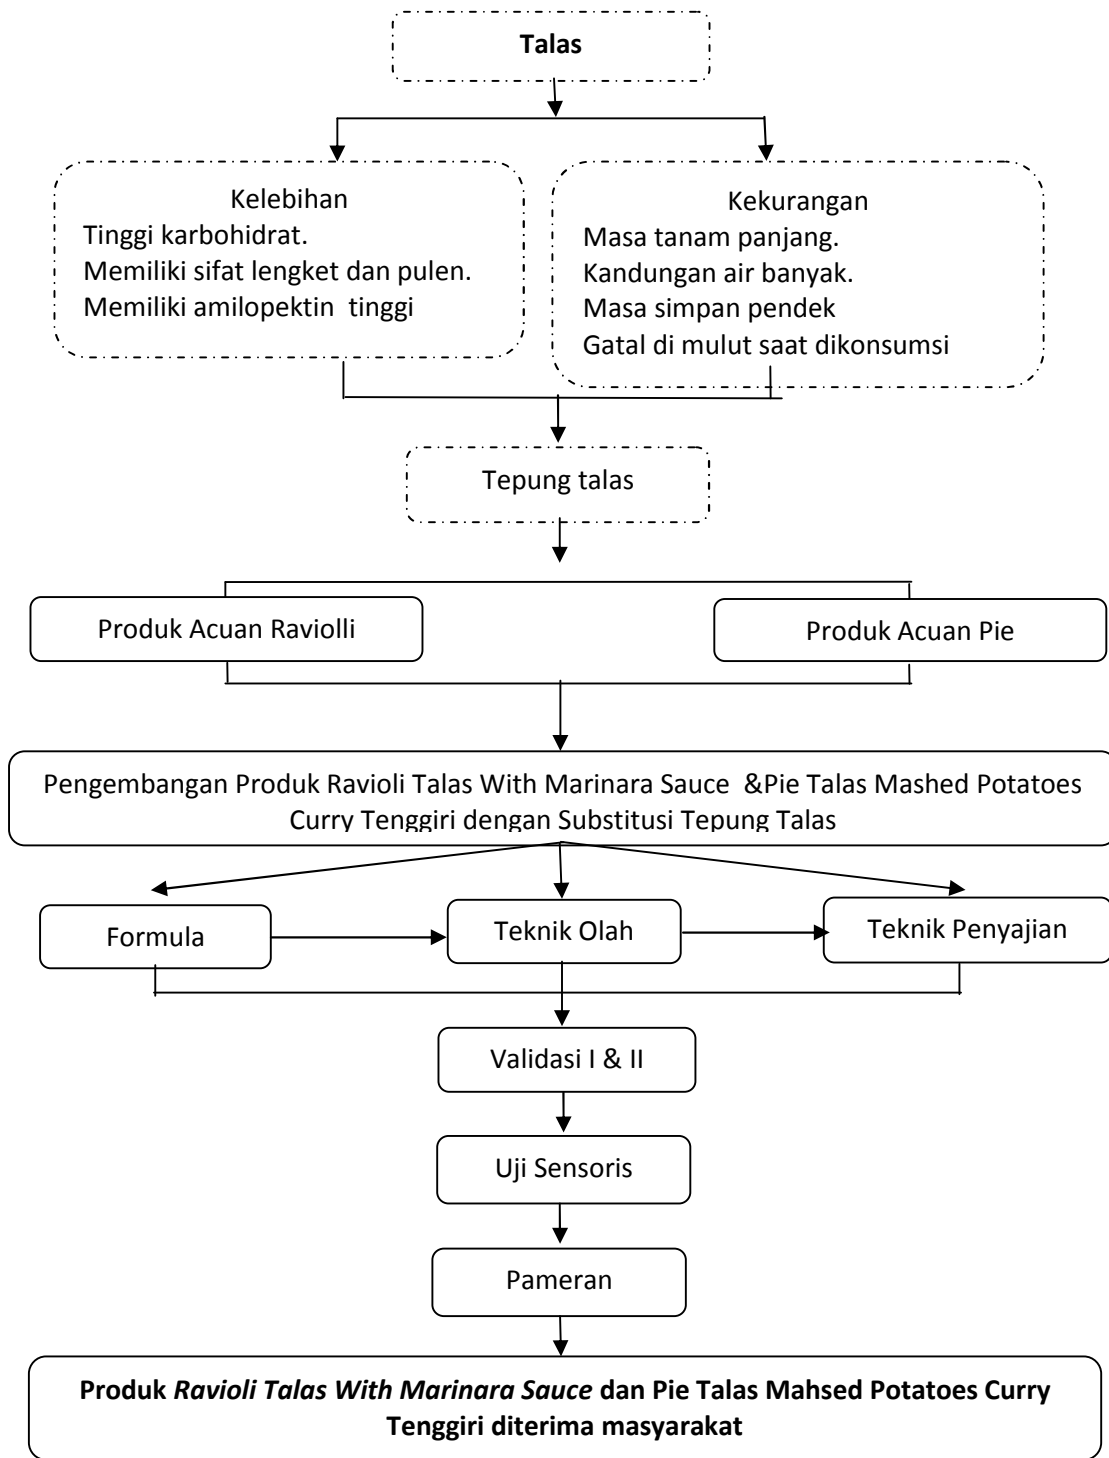 Talas
Kelebihan
Tinggi karbohidrat.
Memiliki sifat lengket dan pulen.
Memiliki amilopektin tinggi
Kekurangan
Masa tanam panjang.
Kandungan air banyak.
Masa simpan pendek
Gatal di mulut saat dikonsumsi
Tepung talas
Produk Acuan Raviolli
Produk Acuan Pie
Pengembangan Produk Ravioli Talas With Marinara Sauce &Pie Talas Mashed Potatoes
Curry Tenggiri dengan Substitusi Tepung Talas
Formula
Teknik Olah
Teknik Penyajian
Validasi I & II
Uji Sensoris
Pameran
Produk Ravioli Talas With Marinara Sauce dan Pie Talas Mahsed Potatoes Curry
Tenggiri diterima masyarakat